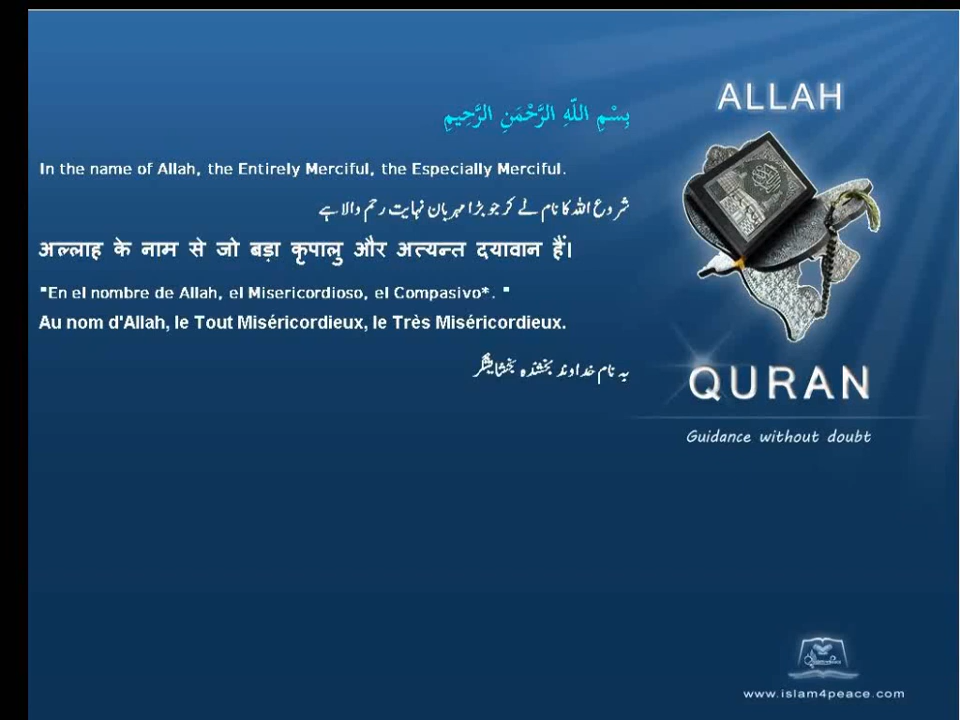 بِسْمِ اللّهِ الرَّحْمَنِ الرَّحِيمِ
In the name of Allah, the Entirely Merciful, the Especially Merciful.
شروع اللہ کا نام لے کر جو بڑا مہربان نہایت رحم والا ہے
अल्लाह के नाम से जो बड़ा कृपालु और अत्यन्त दयावान हैं।
"En el nombre de Allah, el Misericordioso, el Compasivo*. "
Au nom d'Allah, le Tout Miséricordieux, le Très Miséricordieux.
به نام خداوند بخشنده بخشایشگر
ALLAH
QURAN
Guidance without doubt
www.islam4peace.com